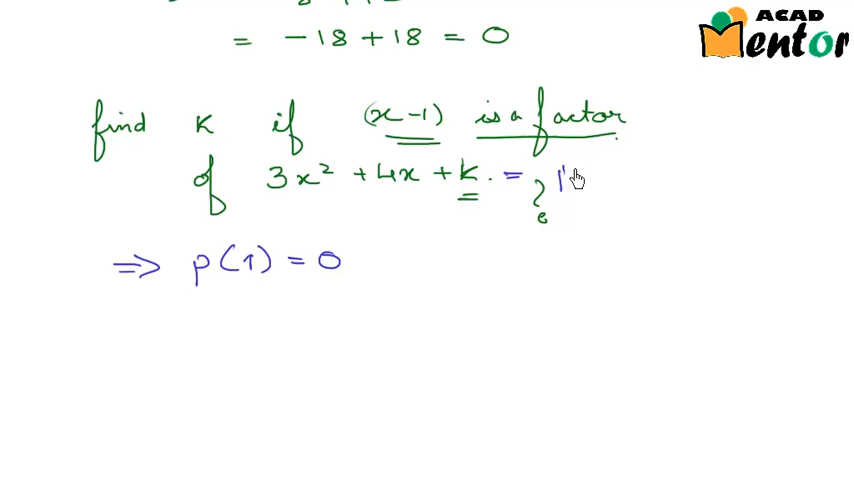 ACAD
Mentor
= -18 + 18 = 0
find K if (x-1) is a factor
of 3x² + 4x + k. = ?
⇒ p(1) = 0